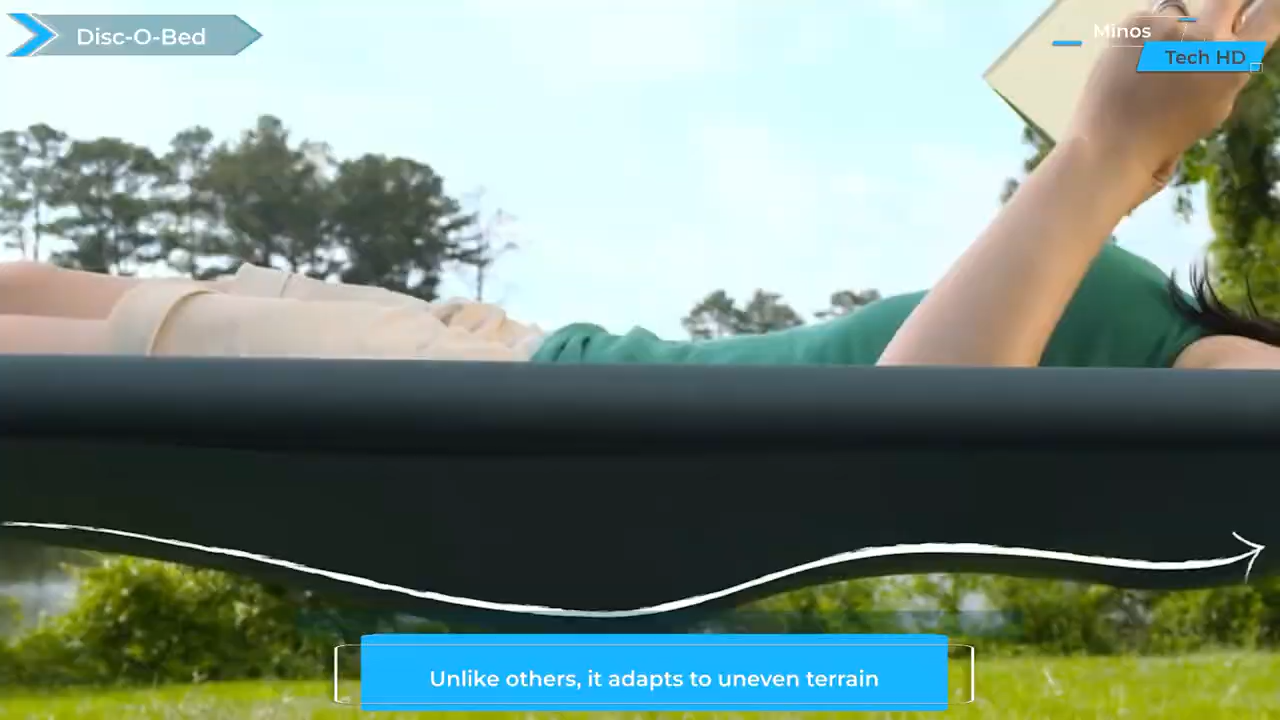 Disc-O-Bed
Minos
Tech HD
Unlike others, it adapts to uneven terrain